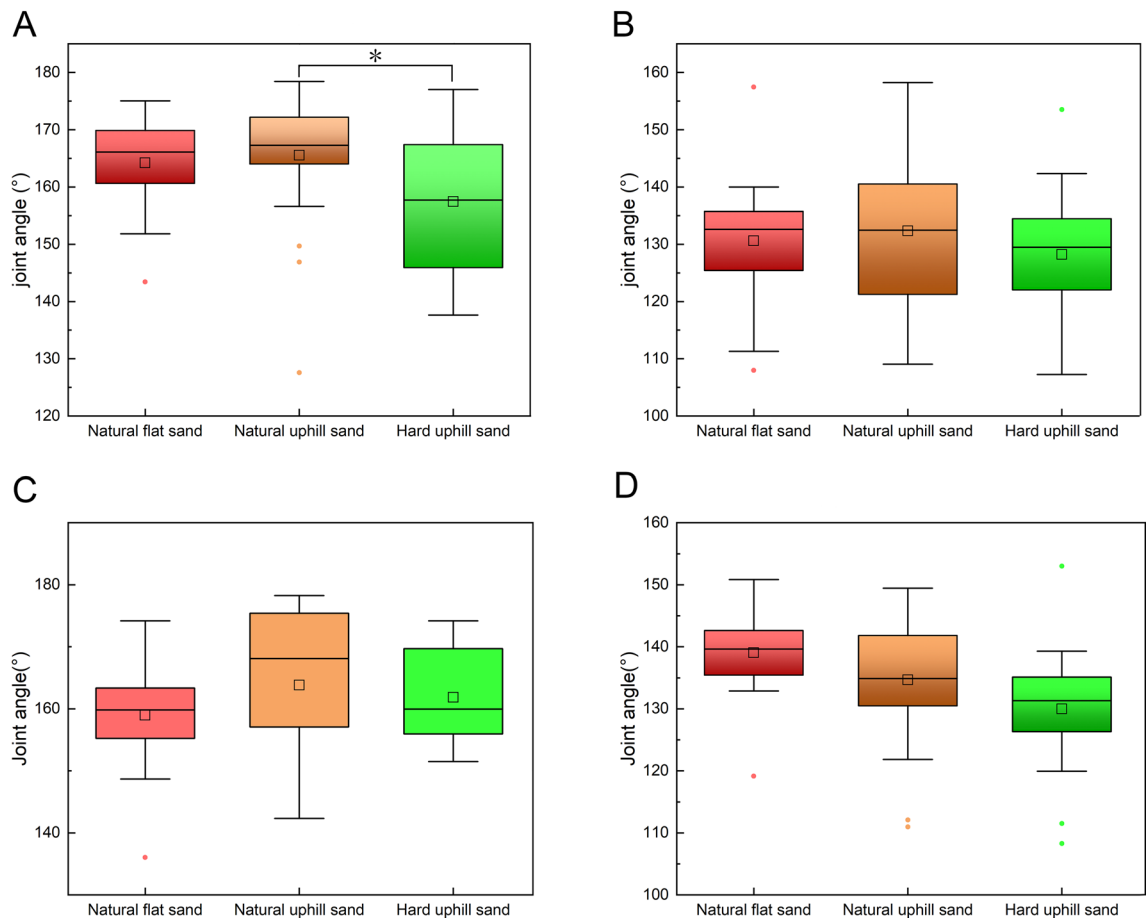 A
180
170
160
150
140
130
120
joint angle (°)
*
Natural flat sand
Natural uphill sand
Hard uphill sand
B
160
150
140
130
120
110
100
joint angle (°)
Natural flat sand
Natural uphill sand
Hard uphill sand
C
180
160
140
Joint angle(°)
Natural flat sand
Natural uphill sand
Hard uphill sand
D
160
150
140
130
120
110
100
Joint angle(°)
Natural flat sand
Natural uphill sand
Hard uphill sand